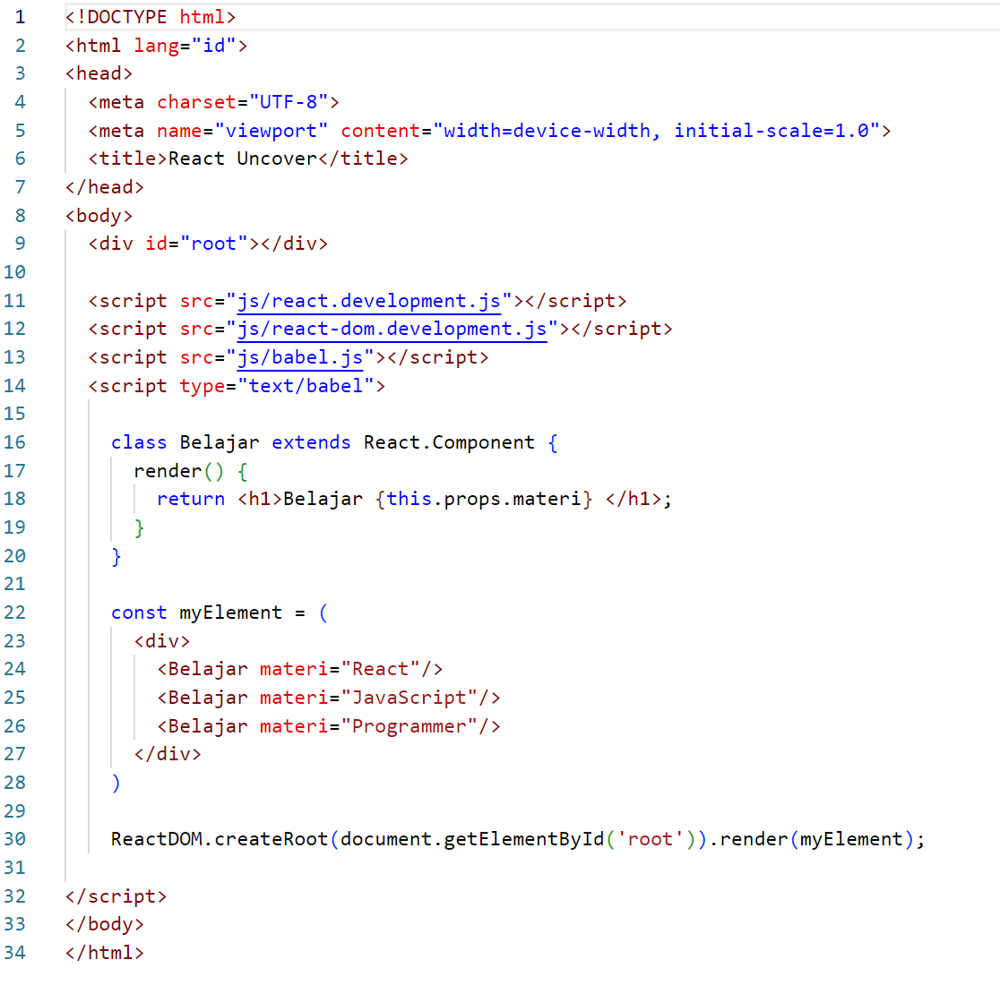 1 <!DOCTYPE html>
2 <html lang="id">
3 <head>
4   <meta charset="UTF-8">
5   <meta name="viewport" content="width=device-width, initial-scale=1.0">
6   <title>React Uncover</title>
7 </head>
8 <body>
9   <div id="root"></div>
10
11   <script src="js/react.development.js"></script>
12   <script src="js/react-dom.development.js"></script>
13   <script src="js/babel.js"></script>
14   <script type="text/babel">
15
16     class Belajar extends React.Component {
17       render() {
18         return <h1>Belajar {this.props.materi} </h1>;
19       }
20     }
21
22     const myElement = (
23       <div>
24         <Belajar materi="React"/>
25         <Belajar materi="JavaScript"/>
26         <Belajar materi="Programmer"/>
27       </div>
28     )
29
30     ReactDOM.createRoot(document.getElementById('root')).render(myElement);
31
32 </script>
33 </body>
34 </html>